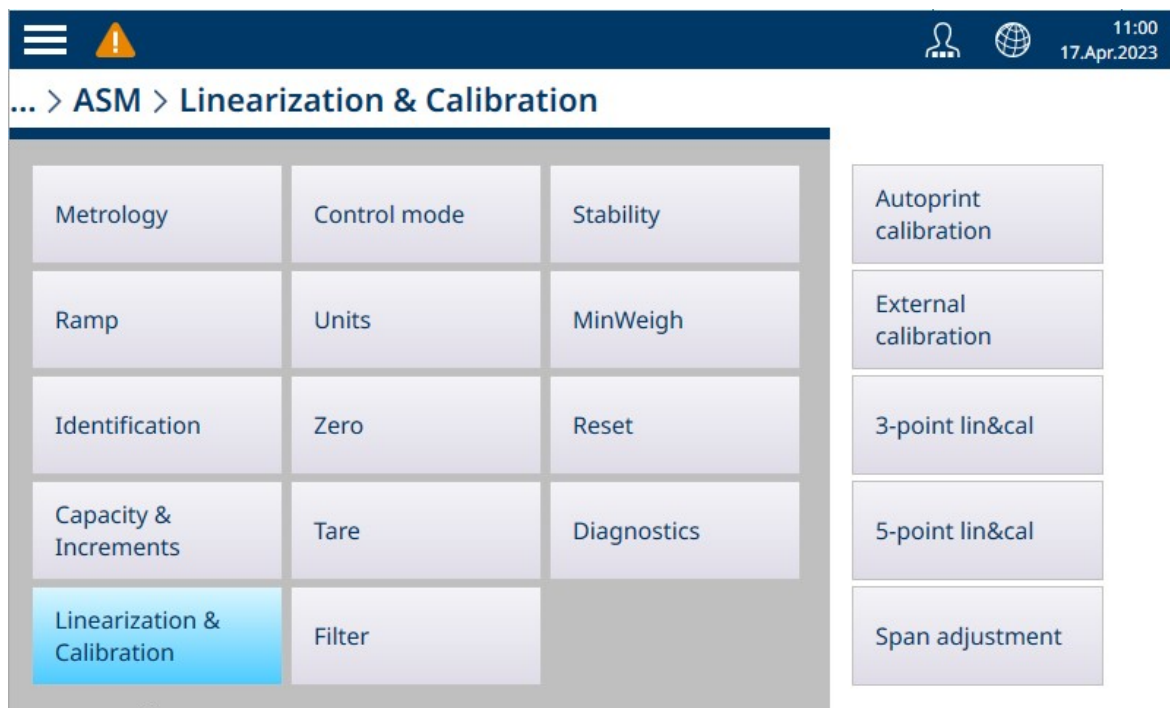 11:00
17.Apr.2023
... > ASM > Linearization & Calibration
Metrology
Control mode
Stability
Autoprint
calibration
Ramp
Units
MinWeigh
External
calibration
Identification
Zero
Reset
3-point lin&cal
Capacity &
Increments
Tare
Diagnostics
5-point lin&cal
Linearization &
Calibration
Filter
Span adjustment